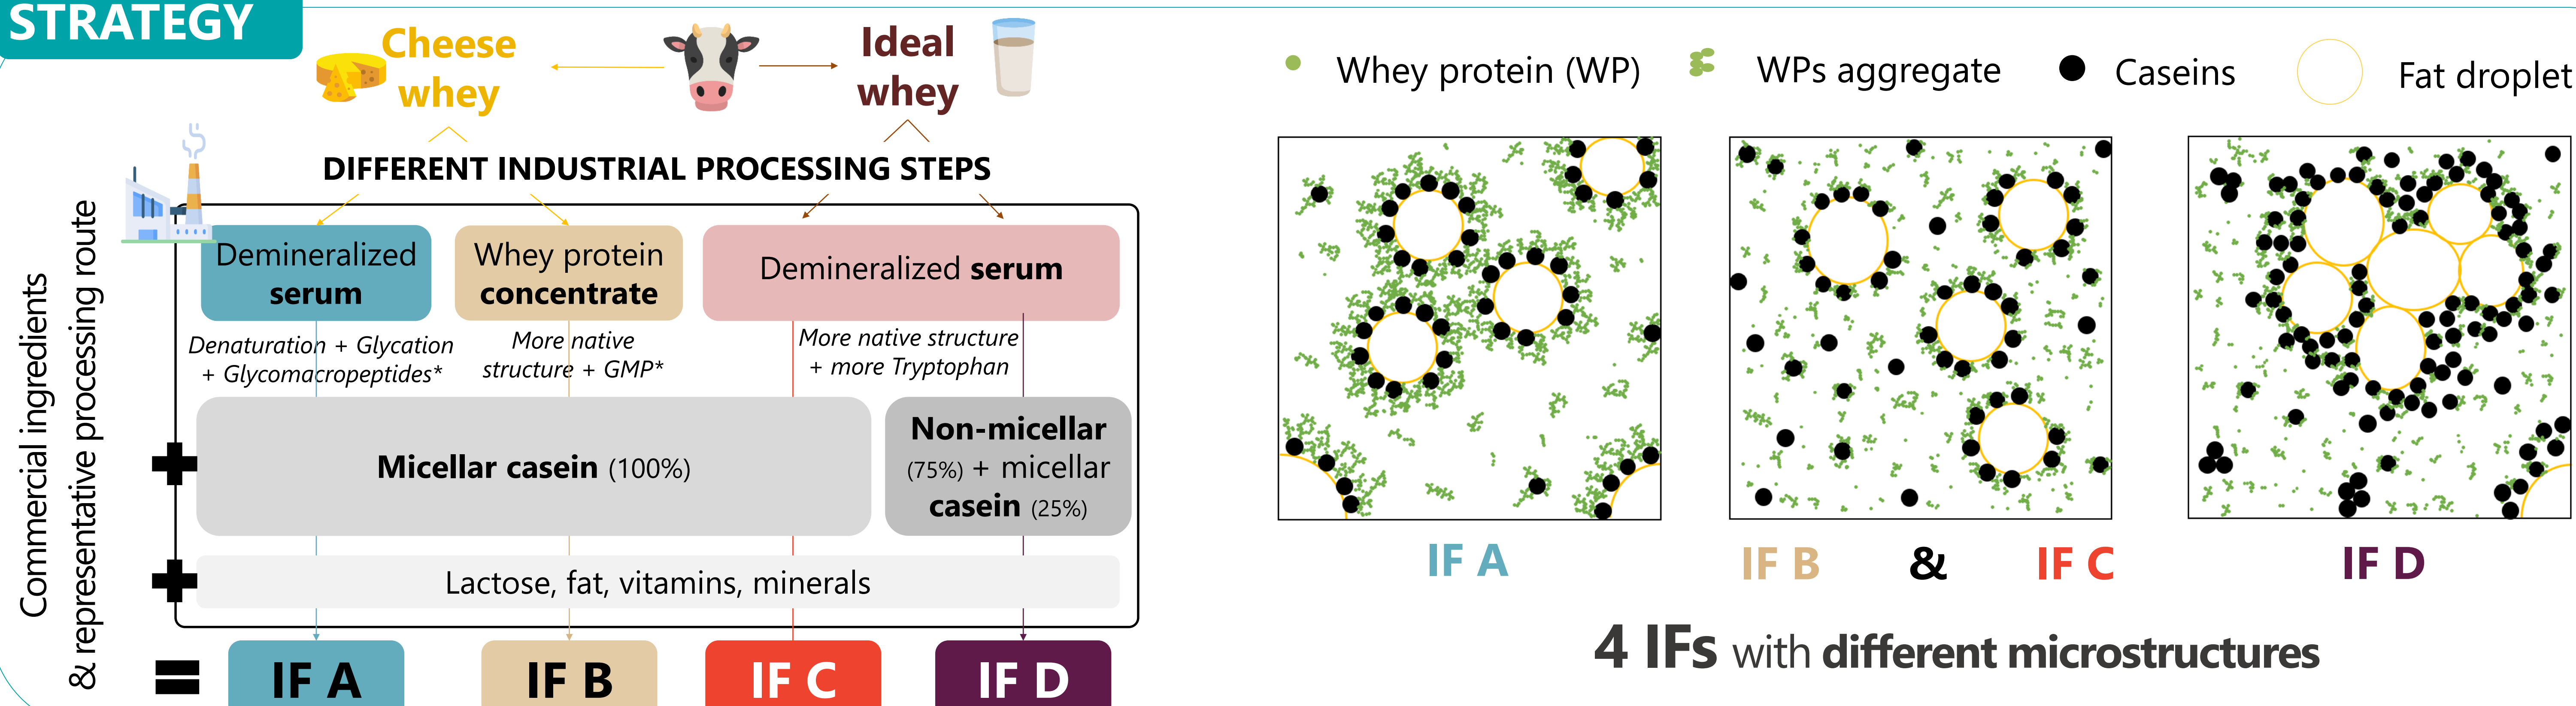 STRATEGY
Cheese
whey
Ideal
whey
DIFFERENT INDUSTRIAL PROCESSING STEPS
Commercial ingredients
& representative processing route
Demineralized
serum
Whey protein
concentrate
Demineralized serum
Denaturation + Glycation
+ Glycomacropeptides*
More native
structure + GMP*
More native structure
+ more Tryptophan
Micellar casein (100%)
Non-micellar
(75%) + micellar
casein (25%)
Lactose, fat, vitamins, minerals
IF A
IF B
IF C
IF D
Whey protein (WP)
WPs aggregate
Caseins
Fat droplet
IF A
IF B & IF C
IF D
4 IFs with different microstructures